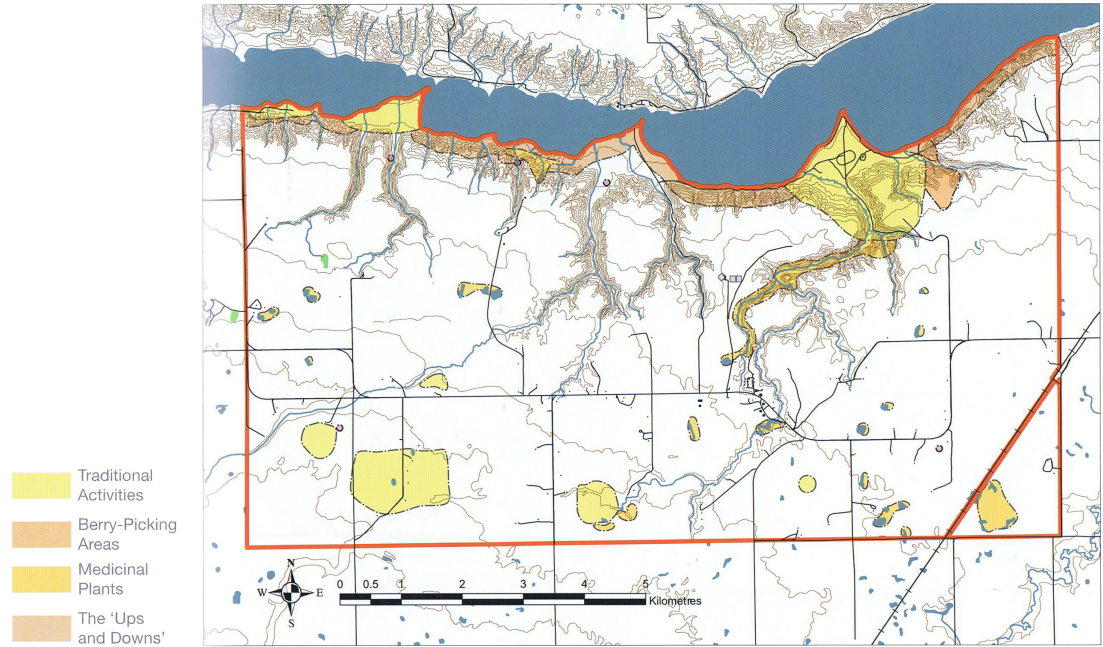 Traditional
Activities
Berry-Picking
Areas
Medicinal
Plants
The ‘Ups
and Downs’
N
W
E
S
0 0.5 1 2 3 4 5
Kilometres